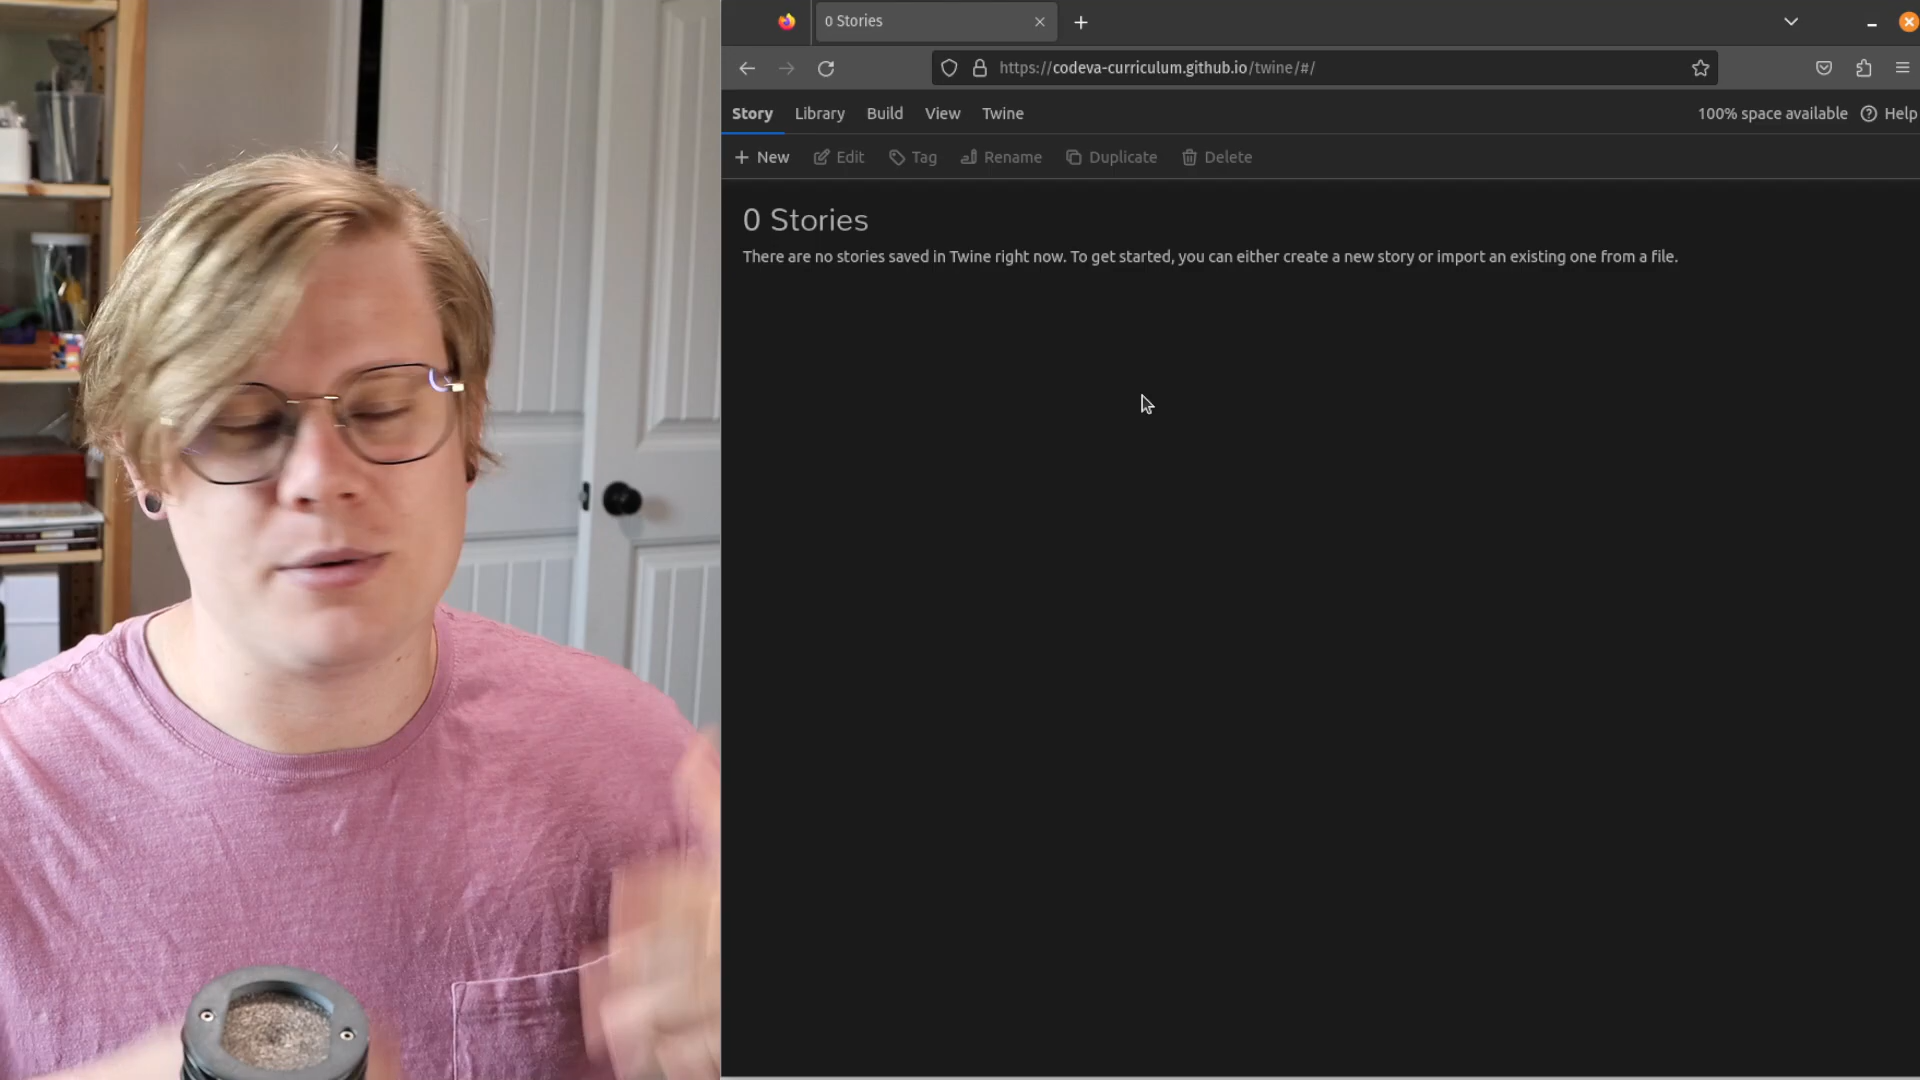 0 Stories
https://codeva-curriculum.github.io/twine/#/
Story Library Build View Twine 100% space available Help
New Edit Tag Rename Duplicate Delete
0 Stories
There are no stories saved in Twine right now. To get started, you can either create a new story or import an existing one from a file.